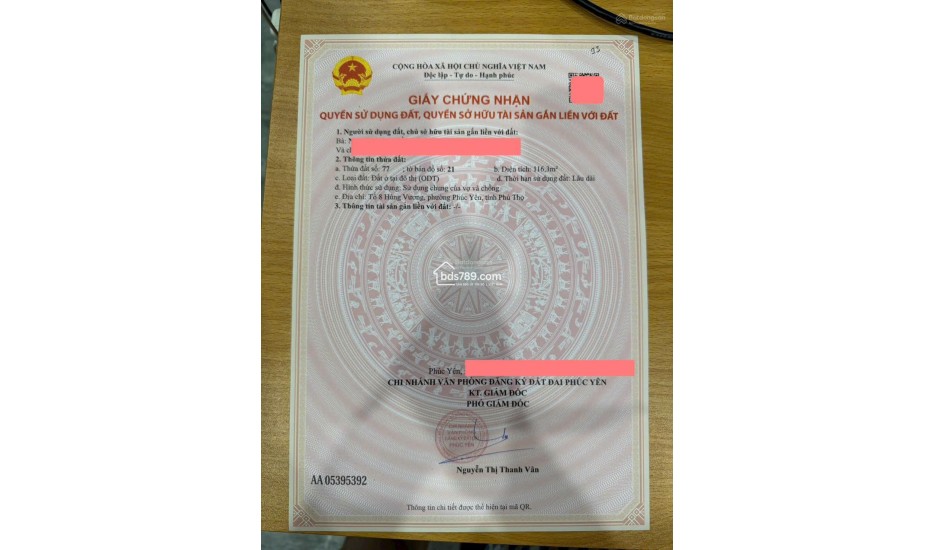 Batdongsan
23
CỘNG HÒA XÃ HỘI CHỦ NGHĨA VIỆT NAM
Độc lập - Tự do - Hạnh phúc
GIẤY CHỨNG NHẬN
QUYỀN SỬ DỤNG ĐẤT, QUYỀN SỞ HỮU TÀI SẢN GẮN LIỀN VỚI ĐẤT
1. Người sử dụng đất, chủ sở hữu tài sản gắn liền với đất:
Bà:
Và
2. Thông tin thửa đất:
a. Thửa đất số: 77 ; tờ bản đồ số: 21 b. Diện tích: 316,3m²
c. Loại đất: Đất ở tại đô thị (ODT) d. Thời hạn sử dụng đất: Lâu dài
đ. Hình thức sử dụng: Sử dụng chung của vợ và chồng
e. Địa chỉ: Tổ 8 Hùng Vương, phường Phúc Yên, tỉnh Phú Thọ
3. Thông tin tài sản gắn liền với đất: -/-
bds789.com
Phúc Yên,
CHI NHÁNH VĂN PHÒNG ĐĂNG KÝ ĐẤT ĐAI PHÚC YÊN
KT. GIÁM ĐỐC
PHÓ GIÁM ĐỐC
Nguyễn Thị Thanh Vân
AA 05395392
Thông tin chi tiết được thể hiện tại mã QR.